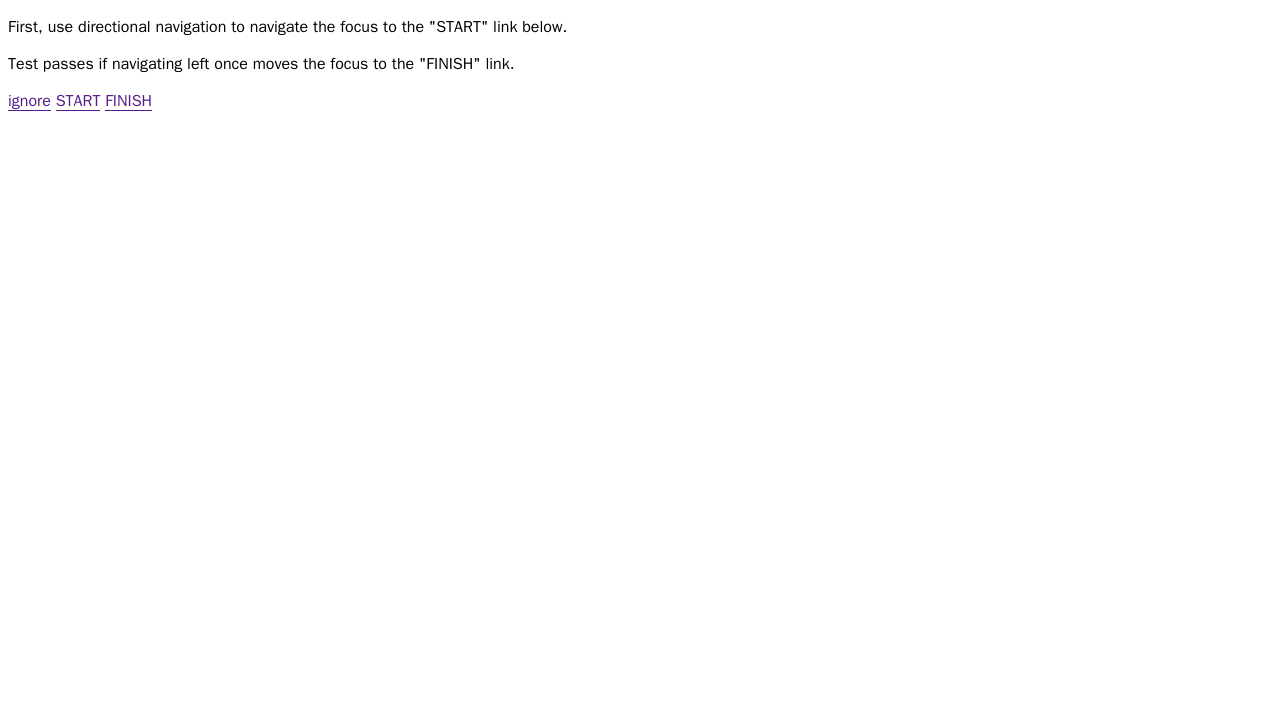 First, use directional navigation to navigate the focus to the "START" link below.
Test passes if navigating left once moves the focus to the "FINISH" link.
ignore START FINISH